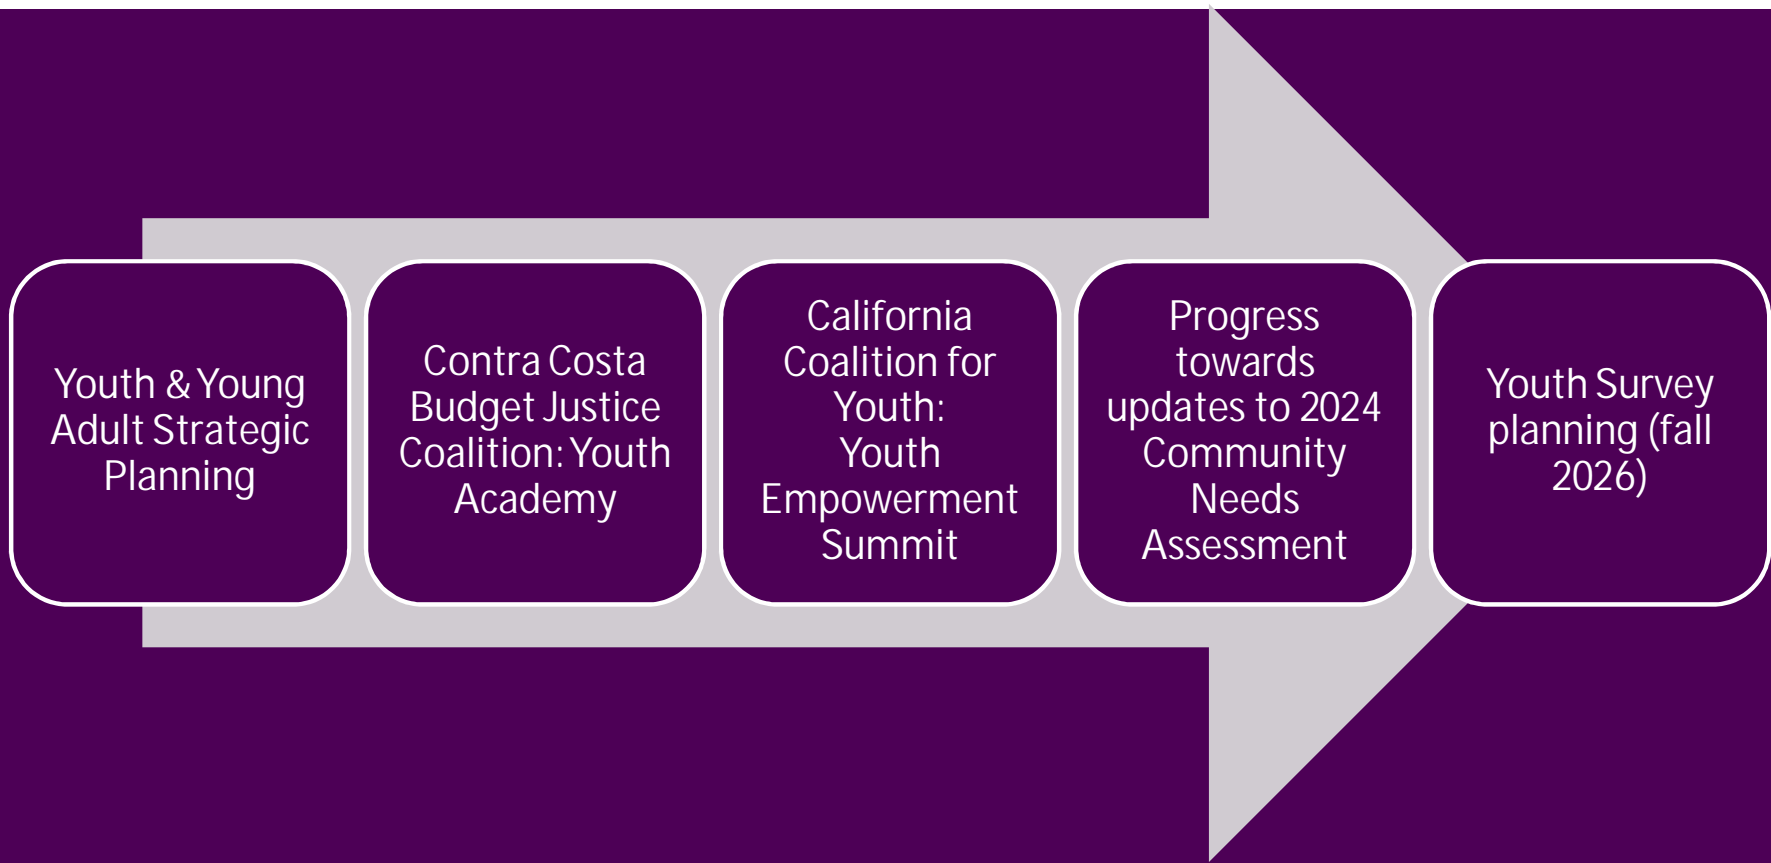 Youth & Young
Adult Strategic
Planning
Contra Costa
Budget Justice
Coalition: Youth
Academy
California
Coalition for
Youth:
Youth
Empowerment
Summit
Progress
towards
updates to 2024
Community
Needs
Assessment
Youth Survey
planning (fall
2026)